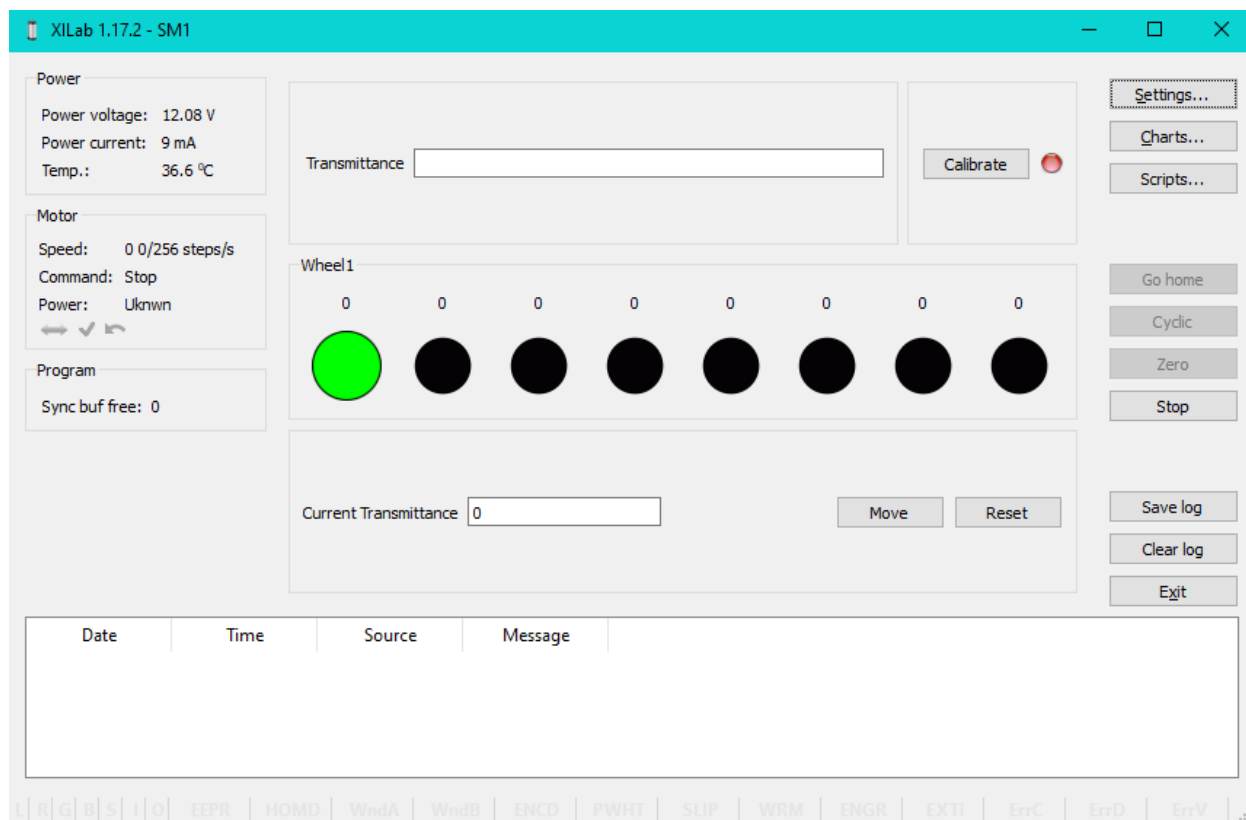 XILab 1.17.2 - SM1
Power
Power voltage: 12.08 V
Power current: 9 mA
Temp.: 36.6 ⁰C
Motor
Speed: 0 0/256 steps/s
Command: Stop
Power: Uknwn
Program
Sync buf free: 0
Transmittance
Calibrate
Wheel1
0 0 0 0 0 0 0 0
Current Transmittance 0
Move Reset
Settings...
Charts...
Scripts...
Go home
Cyclic
Zero
Stop
Save log
Clear log
Exit
Date Time Source Message
L R G B S I O EEPR HOMD WndA WndB ENCD PWHT SLIP WRM ENGR EXTi ErrC ErrD ErrV